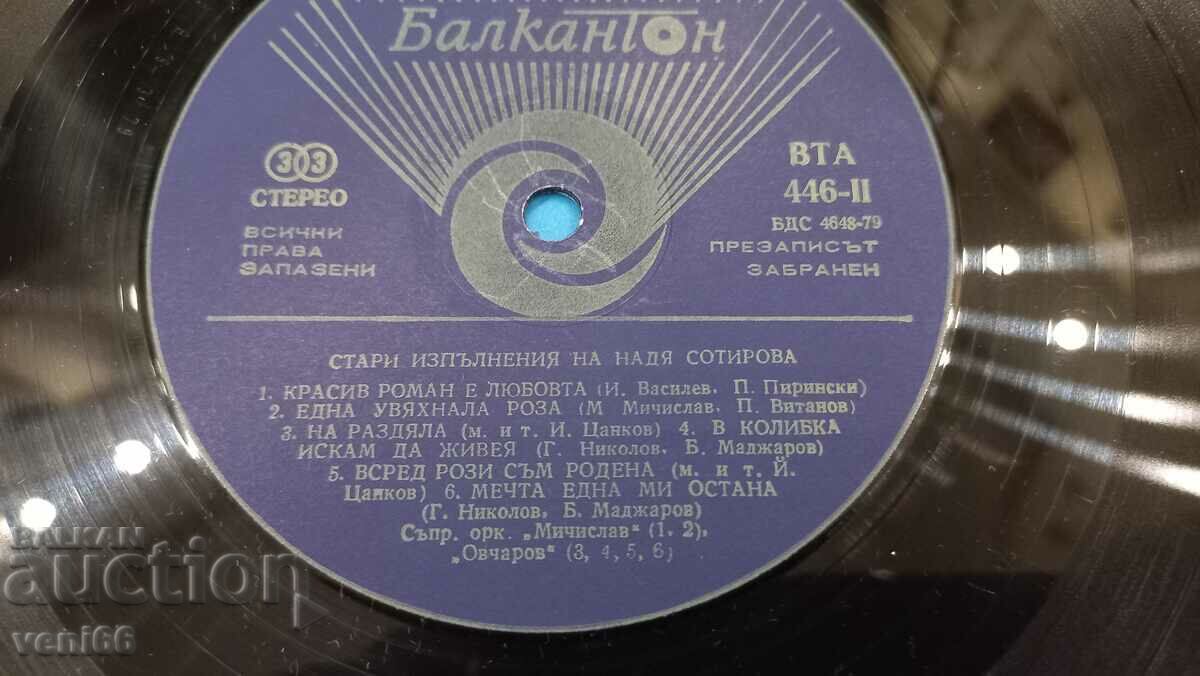 Балкантон
33
СТЕРЕО
ВСИЧКИ
ПРАВА
ЗАПАЗЕНИ
ВТА
446-II
БДС 4648-79
ПРЕЗАПИСЪТ
ЗАБРАНЕН
СТАРИ ИЗПЪЛНЕНИЯ НА НАДЯ СОТИРОВА
1. КРАСИВ РОМАН Е ЛЮБОВТА (И. Василев, П. Пирински)
2. ЕДНА УВЯХНАЛА РОЗА (М Мичислав, П. Витанов)
3. НА РАЗДЯЛА (м. и т. Й. Цанков) 4. В КОЛИБКА
ИСКАМ ДА ЖИВЕЯ (Г. Николов, Б. Маджаров)
5. ВСРЕД РОЗИ СЪМ РОДЕНА (м. и т. Й.
Цанков) 6. МЕЧТА ЕДНА МИ ОСТАНА
(Г. Николов, Б. Маджаров)
Съпр. орк. „Мичислав“ (1, 2),
„Овчаров“ (3, 4, 5, 6)
BALKAN
auction
veni66